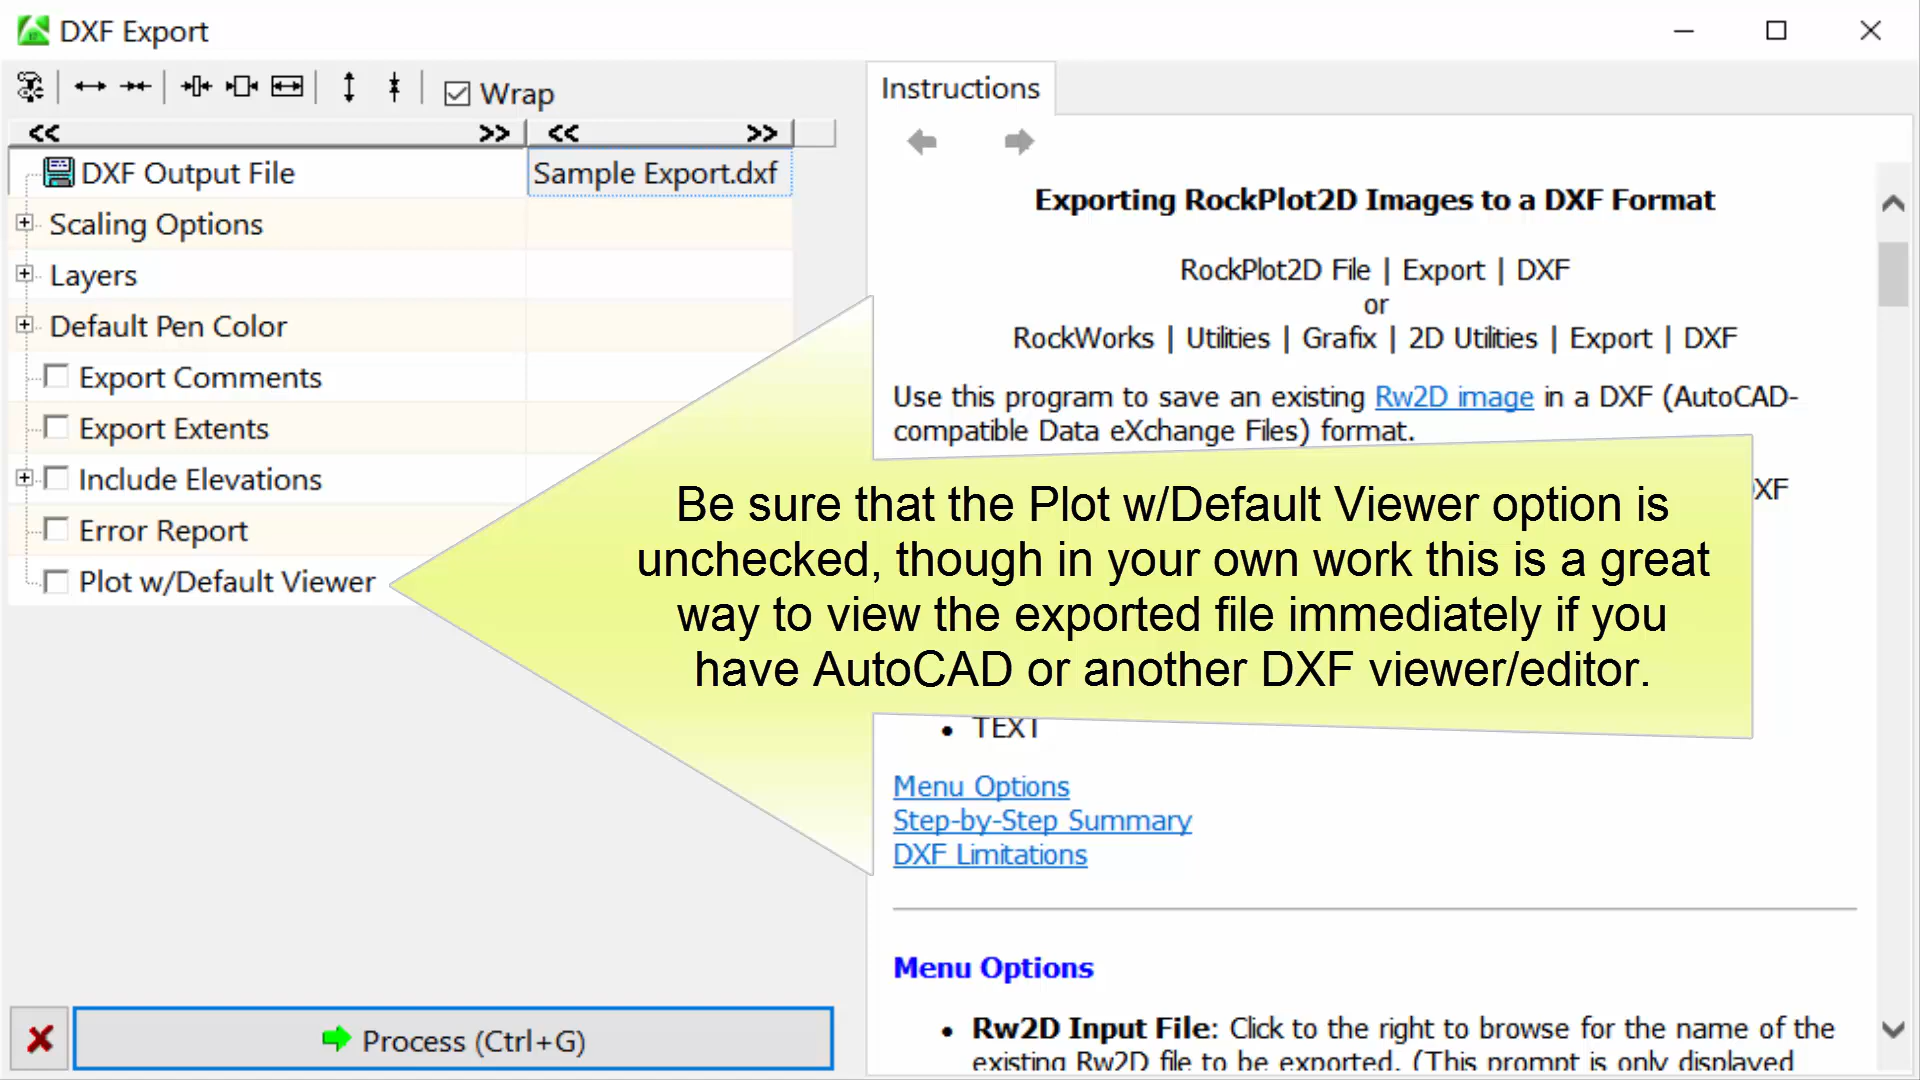 DXF Export
Wrap
<< >> << >>
DXF Output File Sample Export.dxf
Scaling Options
Layers
Default Pen Color
Export Comments
Export Extents
Include Elevations
Error Report
Plot w/Default Viewer
Process (Ctrl+G)
Instructions
Exporting RockPlot2D Images to a DXF Format
RockPlot2D File | Export | DXF
or
RockWorks | Utilities | Grafix | 2D Utilities | Export | DXF
Use this program to save an existing Rw2D image in a DXF (AutoCAD-
compatible Data eXchange Files) format.
Be sure that the Plot w/Default Viewer option is
unchecked, though in your own work this is a great
way to view the exported file immediately if you
have AutoCAD or another DXF viewer/editor.
• TEXT
Menu Options
Step-by-Step Summary
DXF Limitations
Menu Options
• Rw2D Input File: Click to the right to browse for the name of the
existing Rw2D file to be exported. (This prompt is only displayed